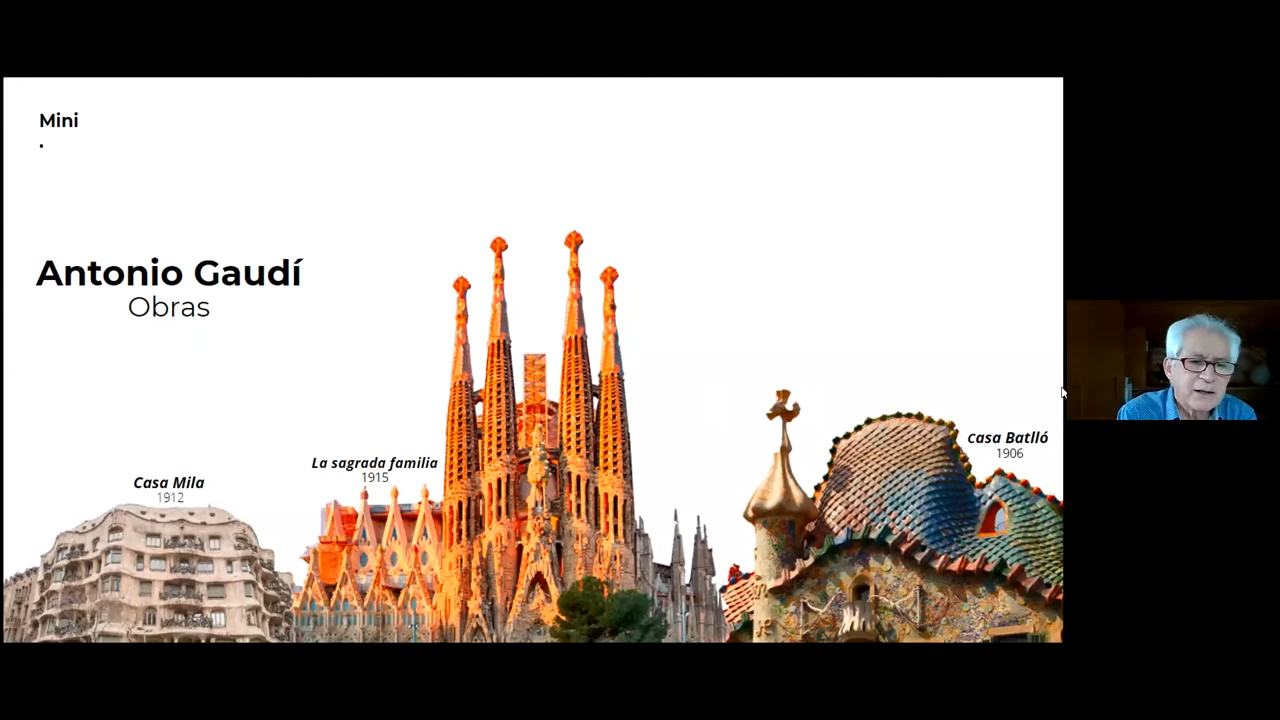 Mini
.
Antonio Gaudí
Obras
Casa Mila
1912
La sagrada familia
1915
Casa Batlló
1906